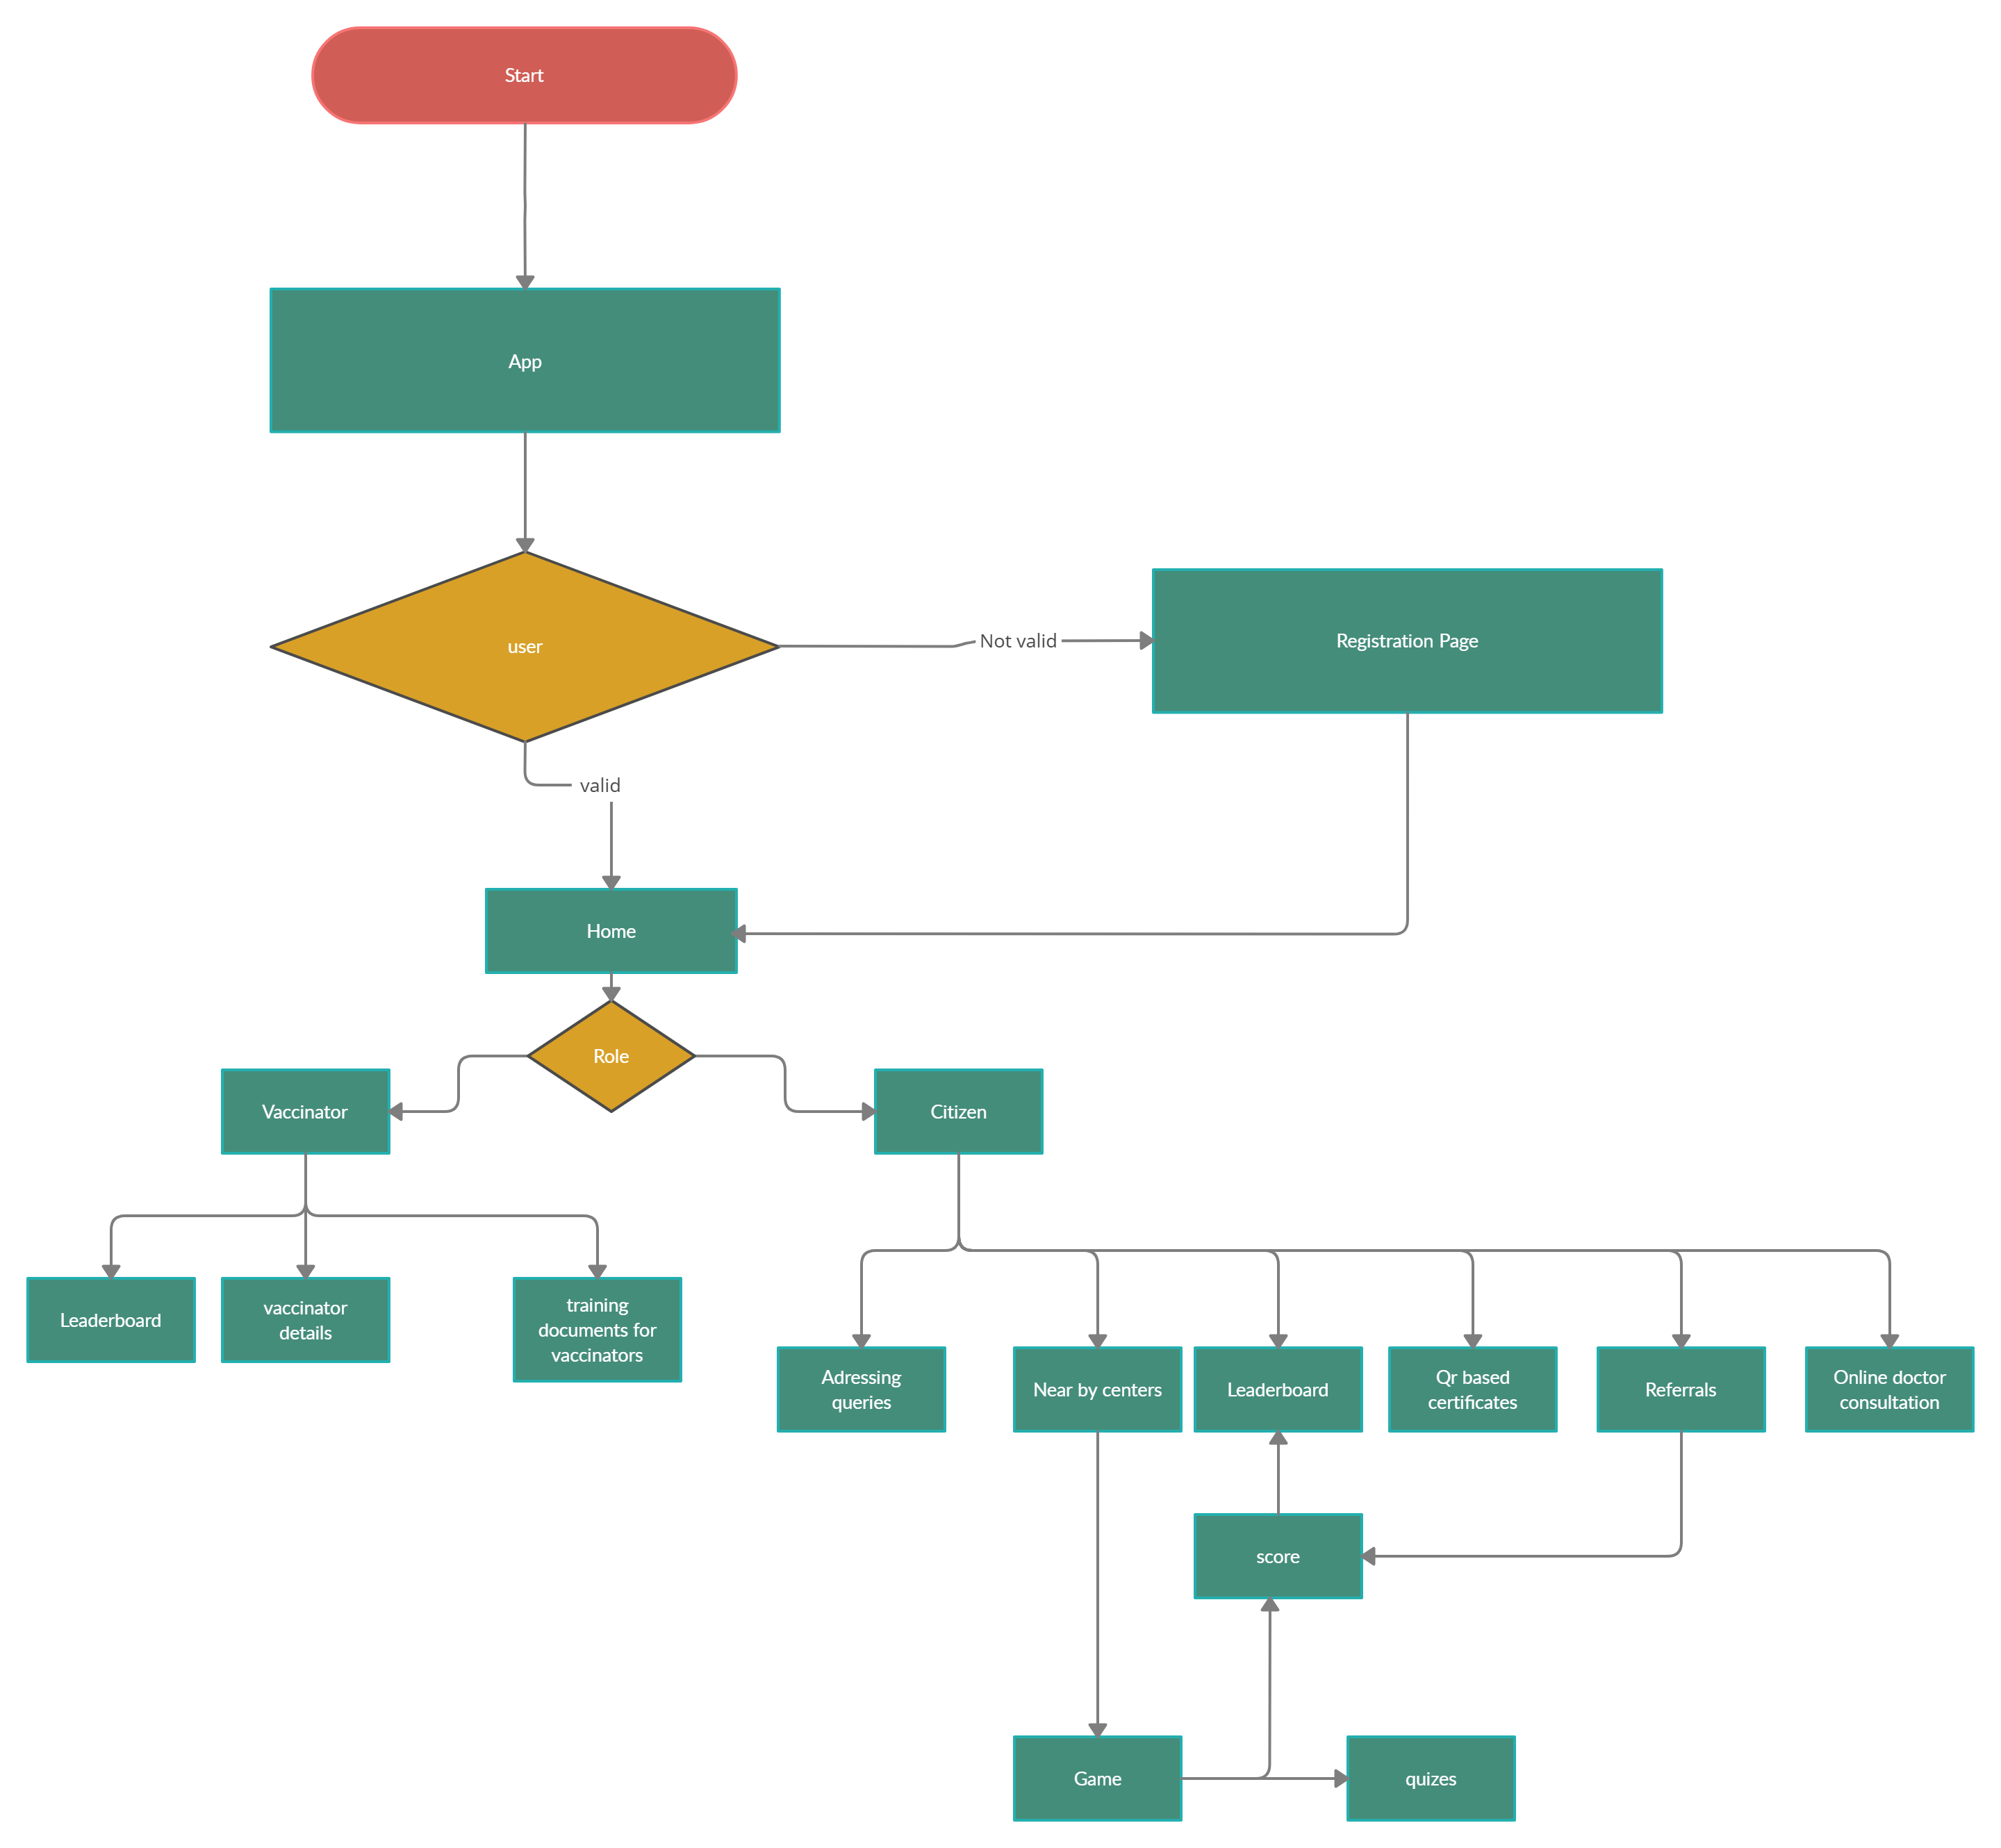 Start
App
user
Not valid
Registration Page
valid
Home
Role
Vaccinator
Citizen
Leaderboard
vaccinator
details
training
documents for
vaccinators
Adressing
queries
Near by centers
Leaderboard
Qr based
certificates
Referrals
Online doctor
consultation
score
Game
quizes